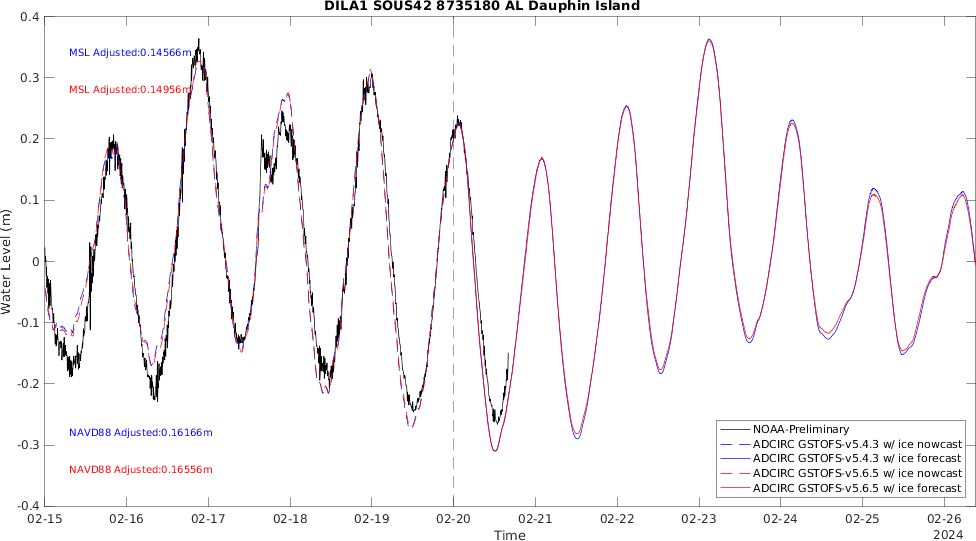 DILA1 SOUS42 8735180 AL Dauphin Island
0.4
0.3
0.2
0.1
0
-0.1
-0.2
-0.3
-0.4
Water Level (m)
MSL Adjusted:0.14566m
MSL Adjusted:0.14956m
NAVD88 Adjusted:0.16166m
NAVD88 Adjusted:0.16556m
NOAA-Preliminary
ADCIRC GSTOFS-v5.4.3 w/ ice nowcast
ADCIRC GSTOFS-v5.4.3 w/ ice forecast
ADCIRC GSTOFS-v5.6.5 w/ ice nowcast
ADCIRC GSTOFS-v5.6.5 w/ ice forecast
02-15 02-16 02-17 02-18 02-19 02-20 02-21 02-22 02-23 02-24 02-25 02-26
2024
Time